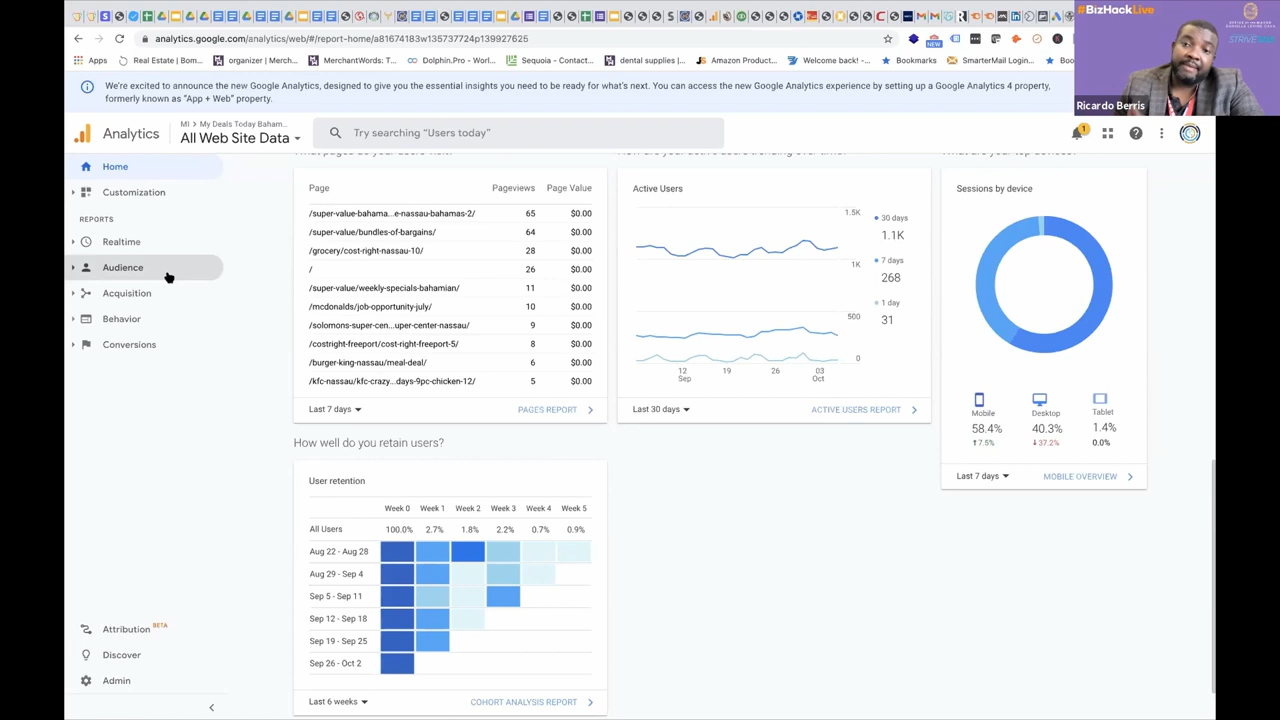 analytics.google.com/analytics/web/#/report-home/a81674183w135737724p139927625
Apps
Real Estate | Bom...
organizer | Merch...
MerchantWords: T...
Dolphin.Pro - Worl...
Sequoia - Contact...
dental supplies |...
Amazon Product...
Welcome back! -...
Bookmarks
SmarterMail Login...
#BizHackLive
STRIVE
Ricardo Berris
NEW
We're excited to announce the new Google Analytics, designed to give you the essential insights you need to be ready for what's next. You can access the new Google Analytics experience by setting up a Google Analytics 4 property,
formerly known as "App + Web" property.
Analytics
MI > My Deals Today Baham...
All Web Site Data
Try searching "Users today"
1
Home
Customization
REPORTS
Realtime
Audience
Acquisition
Behavior
Conversions
Attribution BETA
Discover
Admin
Page Pageviews Page Value
/super-value-bahama...e-nassau-bahamas-2/ 65 $0.00
/super-value/bundles-of-bargains/ 64 $0.00
/grocery/cost-right-nassau-10/ 28 $0.00
/ 26 $0.00
/super-value/weekly-specials-bahamian/ 11 $0.00
/mcdonalds/job-opportunity-july/ 10 $0.00
/solomons-super-cen...uper-center-nassau/ 9 $0.00
/costright-freeport/cost-right-freeport-5/ 8 $0.00
/burger-king-nassau/meal-deal/ 6 $0.00
/kfc-nassau/kfc-crazy...days-9pc-chicken-12/ 5 $0.00
Last 7 days
PAGES REPORT
Active Users
1.5K
1K
500
0
12
Sep
19
26
03
Oct
30 days
1.1K
7 days
268
1 day
31
Last 30 days
ACTIVE USERS REPORT
Sessions by device
Mobile
58.4%
7.5%
Desktop
40.3%
37.2%
Tablet
1.4%
0.0%
Last 7 days
MOBILE OVERVIEW
How well do you retain users?
User retention
Week 0 Week 1 Week 2 Week 3 Week 4 Week 5
All Users 100.0% 2.7% 1.8% 2.2% 0.7% 0.9%
Aug 22 - Aug 28
Aug 29 - Sep 4
Sep 5 - Sep 11
Sep 12 - Sep 18
Sep 19 - Sep 25
Sep 26 - Oct 2
Last 6 weeks
COHORT ANALYSIS REPORT